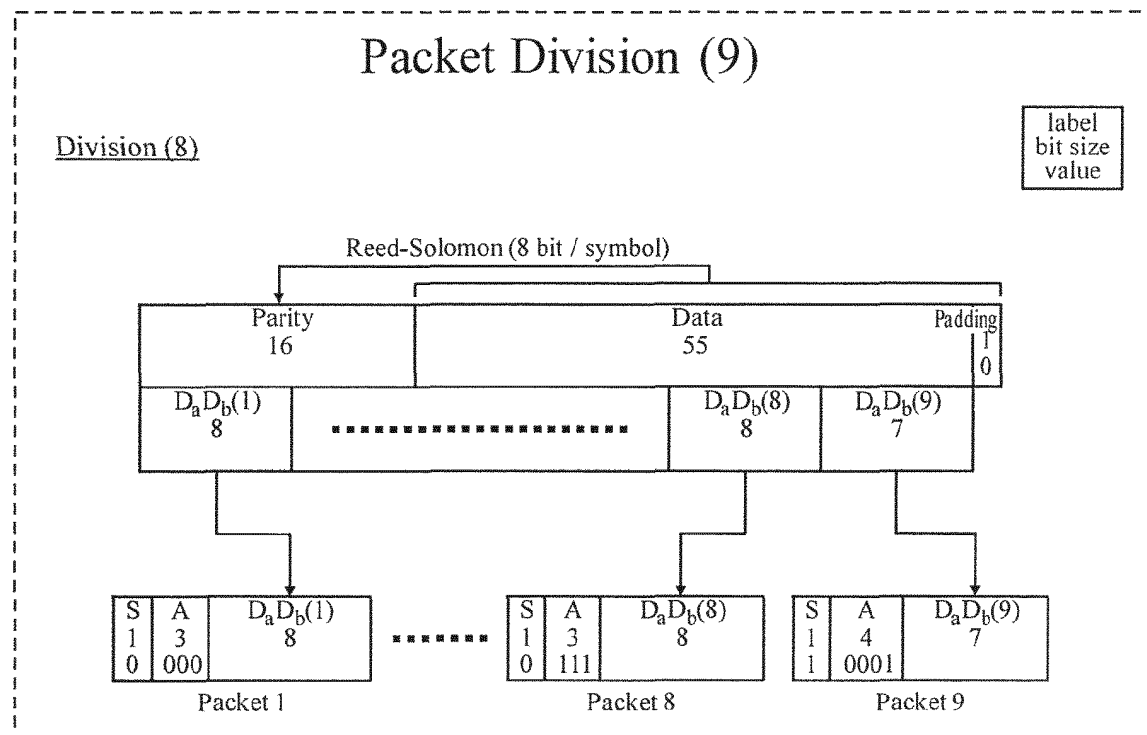 Packet Division (9)
Division (8)
label
bit size
value
Reed-Solomon (8 bit / symbol)
Parity
16
Data
55
Padding
1
0
DaDb(1)
8
DaDb(8)
8
DaDb(9)
7
S
1
0
A
3
000
DaDb(1)
8
S
1
0
A
3
111
DaDb(8)
8
S
1
1
A
4
0001
DaDb(9)
7
Packet 1
Packet 8
Packet 9